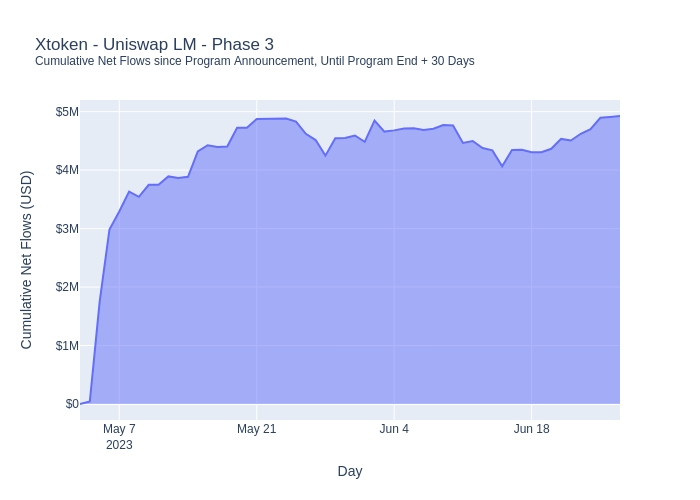 Xtoken - Uniswap LM - Phase 3
Cumulative Net Flows since Program Announcement, Until Program End + 30 Days
Cumulative Net Flows (USD)
$5M
$4M
$3M
$2M
$1M
$0
May 7
2023
May 21
Jun 4
Jun 18
Day